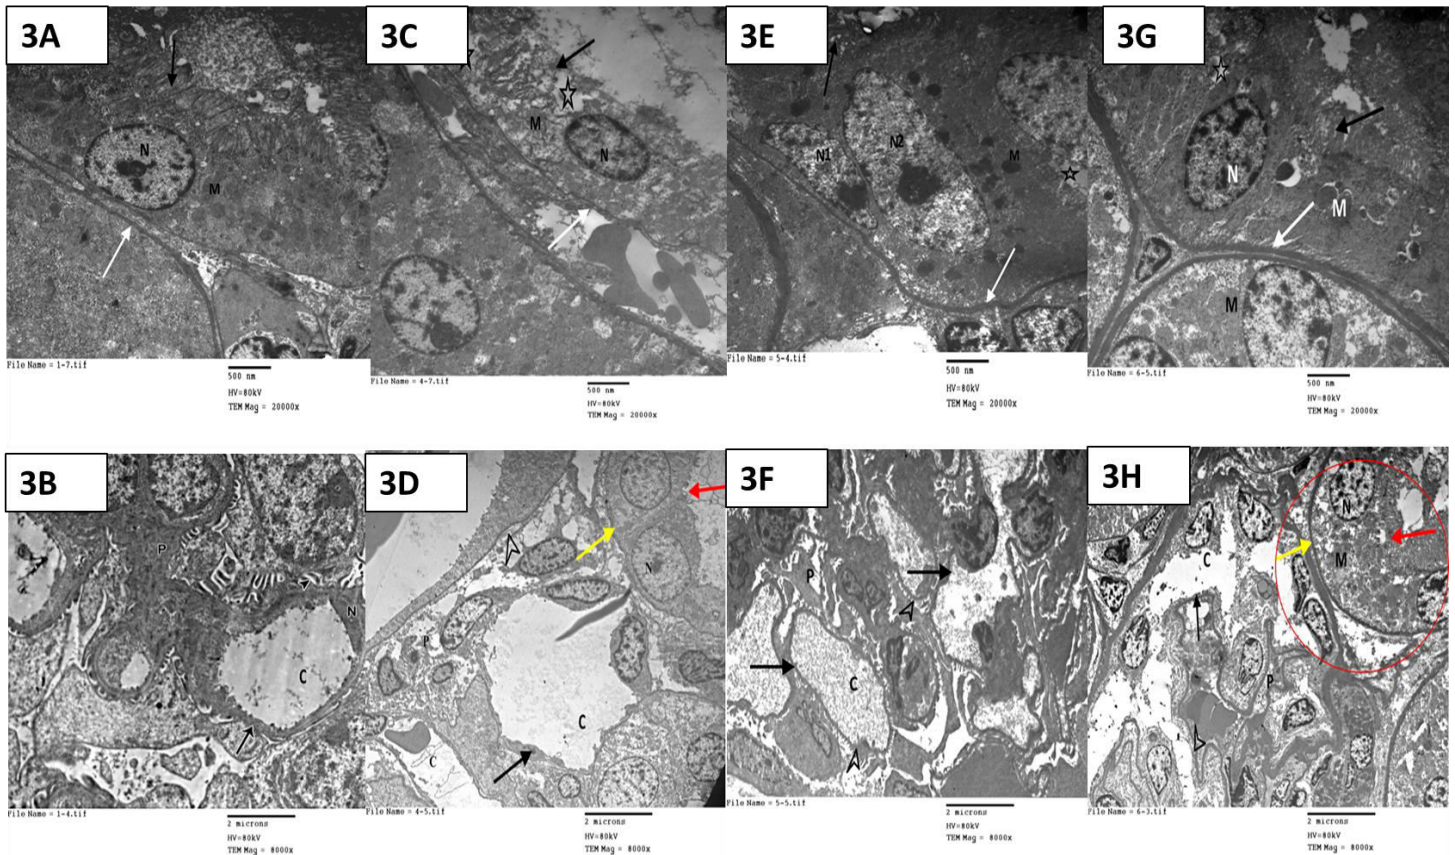 3A
N
M
File Name = 1-7.tif
500 nm
HV=80kV
TEM Mag = 20000x
3C
M
N
File Name = 4-7.tif
500 nm
HV=80kV
TEM Mag = 20000x
3E
N1
N2
M
File Name = 5-4.tif
500 nm
HV=80kV
TEM Mag = 20000x
3G
N
M
M
File Name = 6-5.tif
500 nm
HV=80kV
TEM Mag = 20000x
3B
P
N
C
File Name = 1-4.tif
2 microns
HV=80kV
TEM Mag = 8000x
3D
N
P
C
C
File Name = 4-5.tif
2 microns
HV=80kV
TEM Mag = 8000x
3F
P
C
File Name = 5-5.tif
2 microns
HV=80kV
TEM Mag = 8000x
3H
N
C
M
P
File Name = 6-3.tif
2 microns
HV=80kV
TEM Mag = 8000x